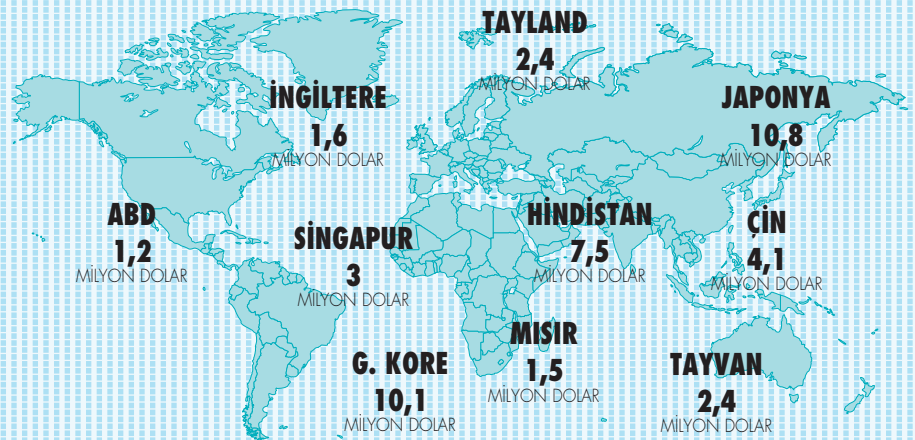 TAYLAND
2,4
MİLYON DOLAR
İNGİLTERE
1,6
MİLYON DOLAR
JAPONYA
10,8
MİLYON DOLAR
ABD
1,2
MİLYON DOLAR
SİNGAPUR
3
MİLYON DOLAR
HİNDİSTAN
7,5
MİLYON DOLAR
ÇİN
4,1
MİLYON DOLAR
G. KORE
10,1
MİLYON DOLAR
MISIR
1,5
MİLYON DOLAR
TAYVAN
2,4
MİLYON DOLAR